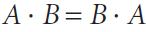 A · B = B · A